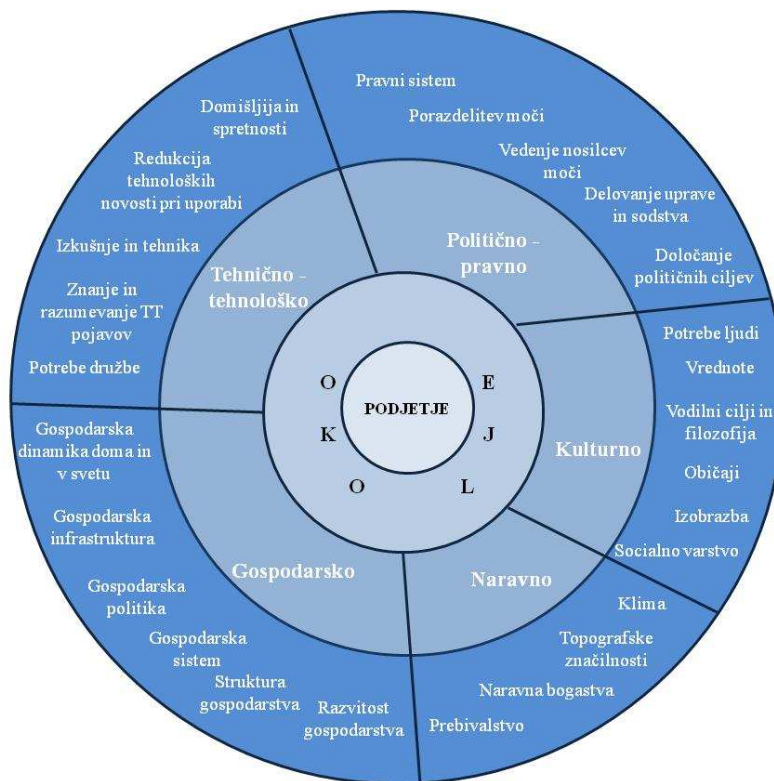 Pravni sistem
Porazdelitev moči
Vedenje nosilcev
moči
Delovanje uprave
in sodstva
Določanje
političnih ciljev
Politično -
pravno
Potrebe ljudi
Vrednote
Vodilni cilji in
filozofija
Običaji
Izobrazba
Socialno varstvo
Kulturno
Klima
Topografske
značilnosti
Naravna bogastva
Prebivalstvo
Naravno
Razvitost
gospodarstva
Struktura
gospodarstva
Gospodarska
sistem
Gospodarska
politika
Gospodarska
infrastruktura
Gospodarska
dinamika doma in
v svetu
Gospodarsko
Potrebe družbe
Znanje in
razumevanje TT
pojavov
Izkušnje in tehnika
Redukcija
tehnoloških
novosti pri uporabi
Domišljija in
spretnosti
Tehnično -
tehnološko
O
K
O
L
J
E
PODJETJE